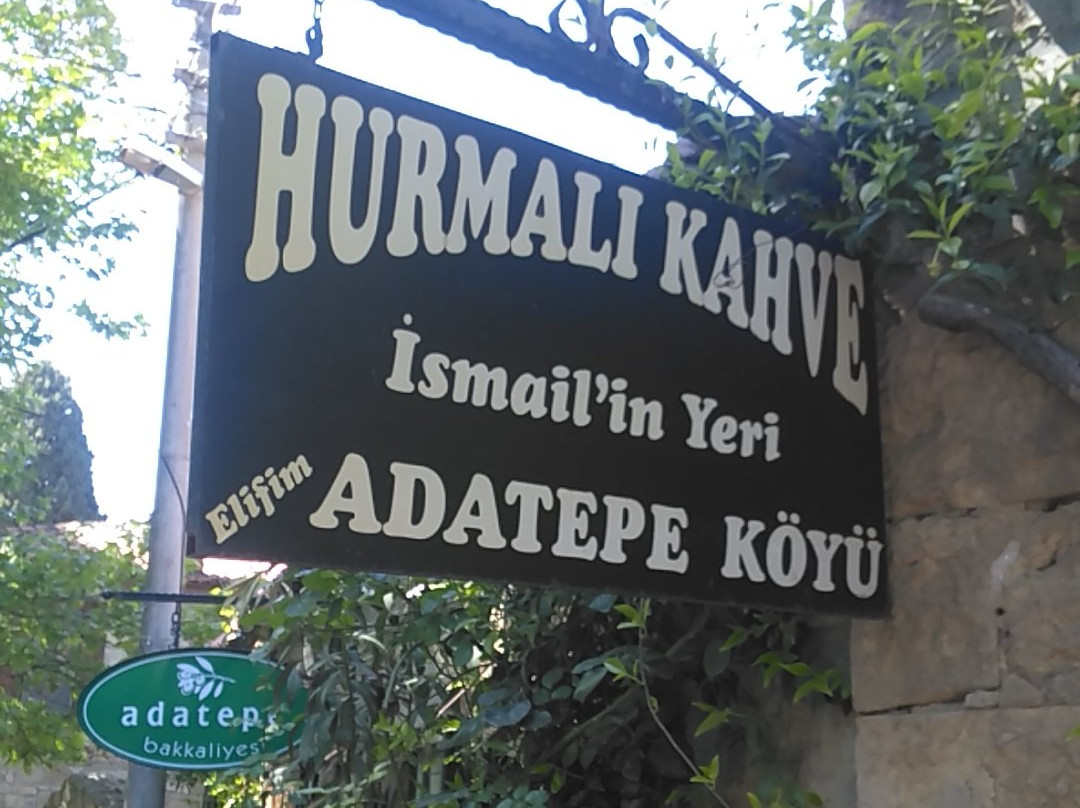 HURMALI KAHVE
İsmail'in Yeri
Elifim
ADATEPE KÖYÜ
adatepe
bakkaliyesi